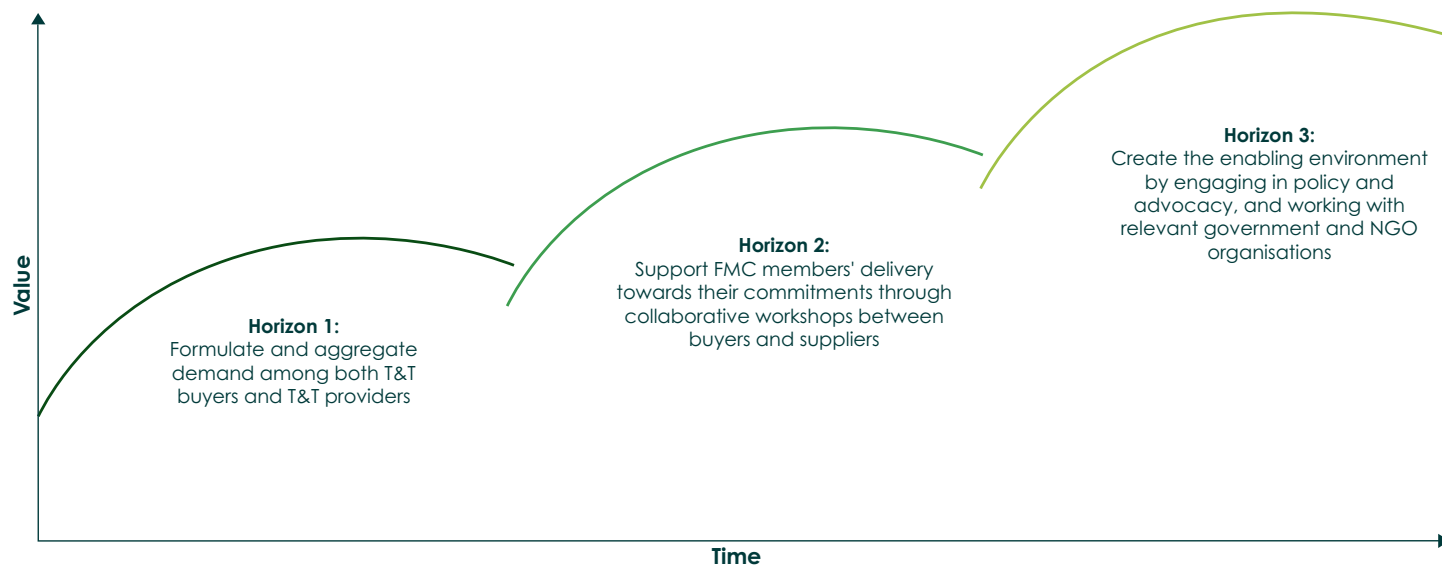 Value
Horizon 1:
Formulate and aggregate
demand among both T&T
buyers and T&T providers
Horizon 2:
Support FMC members' delivery
towards their commitments through
collaborative workshops between
buyers and suppliers
Horizon 3:
Create the enabling environment
by engaging in policy and
advocacy, and working with
relevant government and NGO
organisations
Time